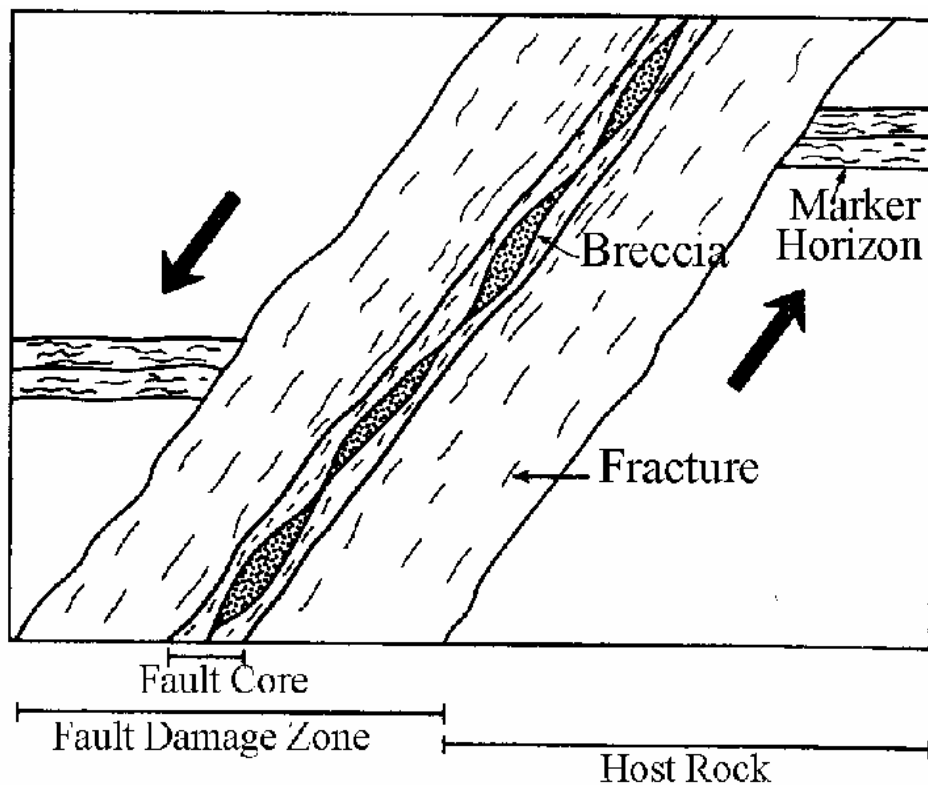 Marker
Horizon
Breccia
Fracture
Fault Core
Fault Damage Zone
Host Rock